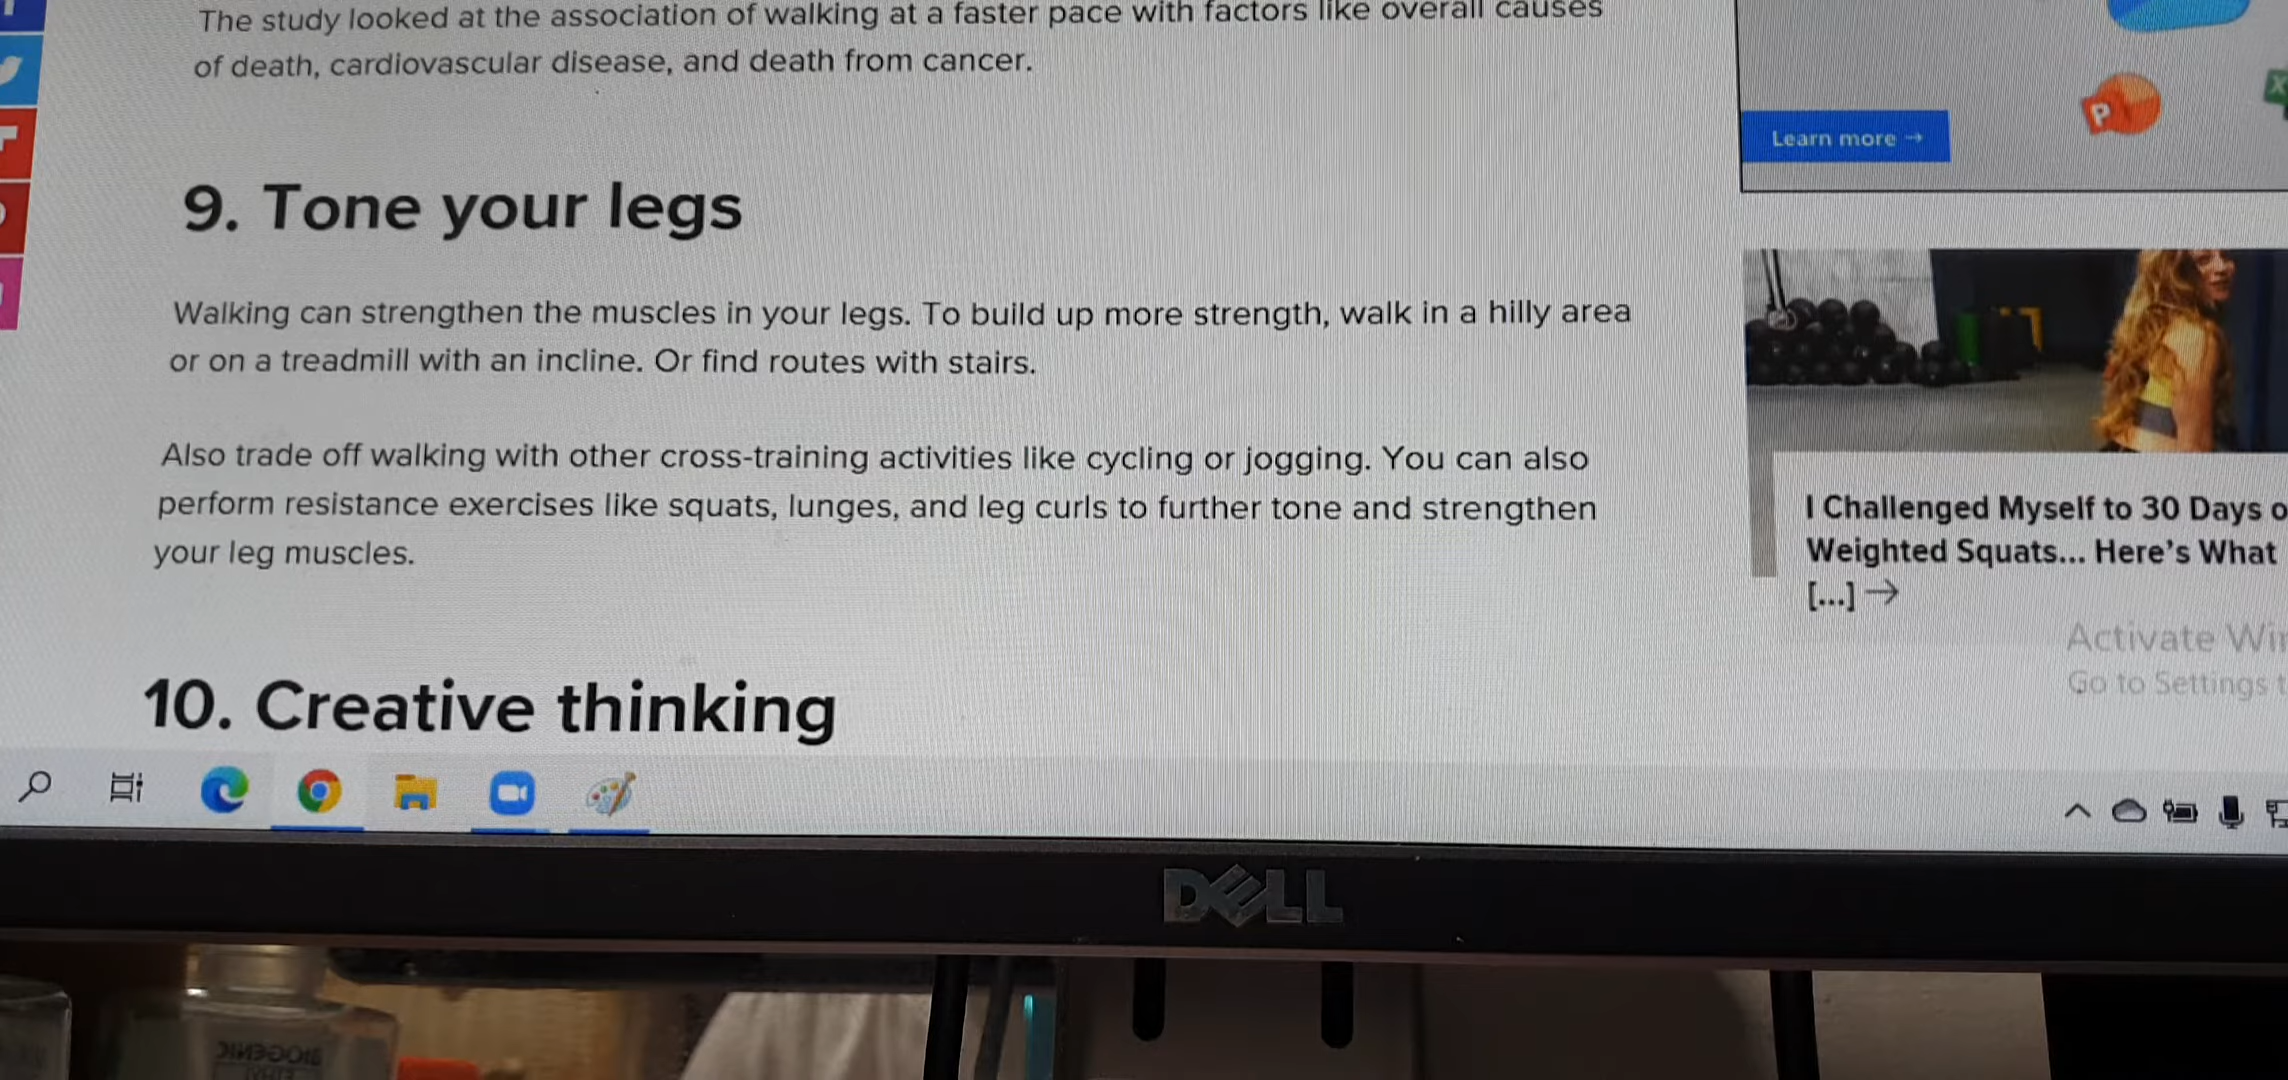 The study looked at the association of walking at a faster pace with factors like overall causes
of death, cardiovascular disease, and death from cancer.
9. Tone your legs
Walking can strengthen the muscles in your legs. To build up more strength, walk in a hilly area
or on a treadmill with an incline. Or find routes with stairs.
Also trade off walking with other cross-training activities like cycling or jogging. You can also
perform resistance exercises like squats, lunges, and leg curls to further tone and strengthen
your leg muscles.
10. Creative thinking
Learn more →
P
X
I Challenged Myself to 30 Days o
Weighted Squats... Here's What
[...] →
Activate Win
Go to Settings t
DELL
BIOGENIC